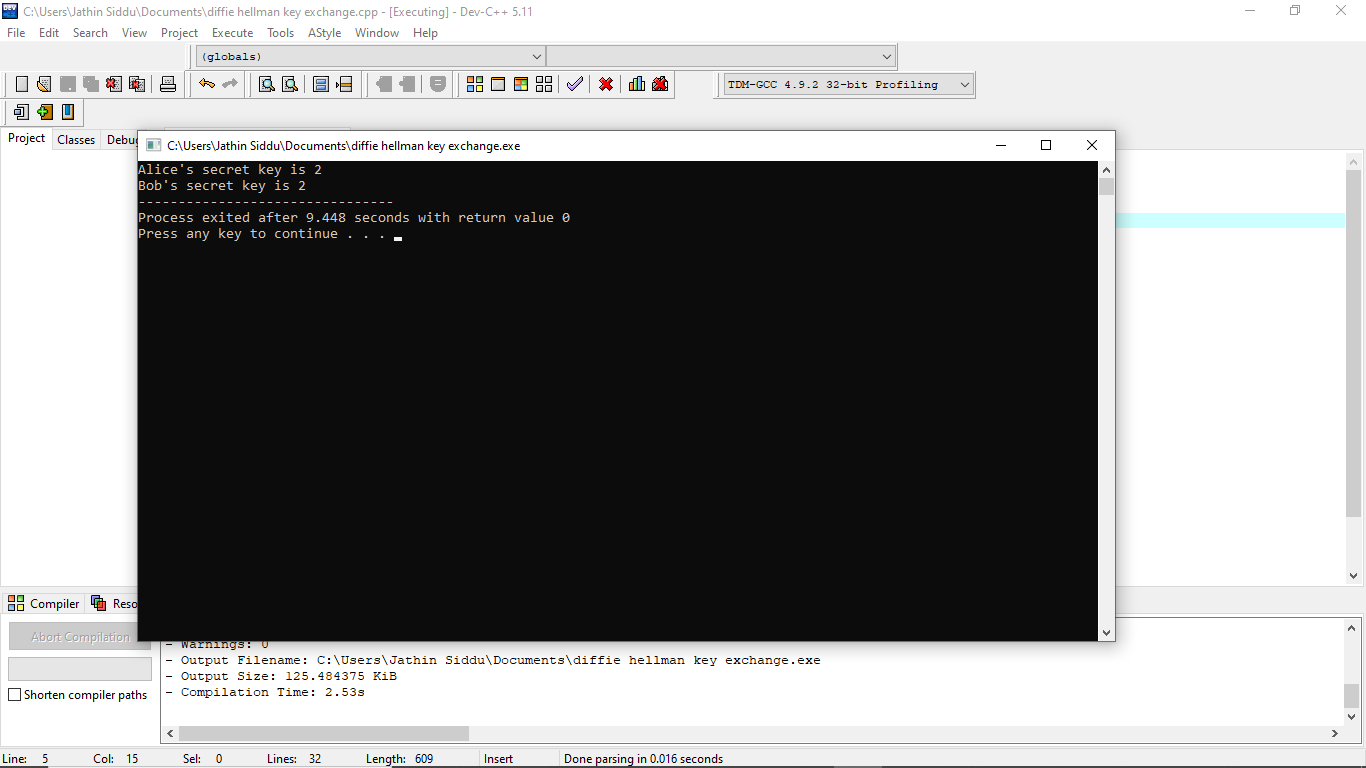 C:\Users\Jathin Siddu\Documents\diffie hellman key exchange.cpp - [Executing] - Dev-C++ 5.11
File Edit Search View Project Execute Tools AStyle Window Help
(globals)
TDM-GCC 4.9.2 32-bit Profiling
Project Classes
C:\Users\Jathin Siddu\Documents\diffie hellman key exchange.exe
Alice's secret key is 2
Bob's secret key is 2
--------------------------------
Process exited after 9.448 seconds with return value 0
Press any key to continue . . .
Compiler
Abort Compilation
- Warnings: 0
- Output Filename: C:\Users\Jathin Siddu\Documents\diffie hellman key exchange.exe
- Output Size: 125.484375 KiB
Shorten compiler paths
- Compilation Time: 2.53s
Line: 5 Col: 15 Sel: 0 Lines: 32 Length: 609 Insert Done parsing in 0.016 seconds